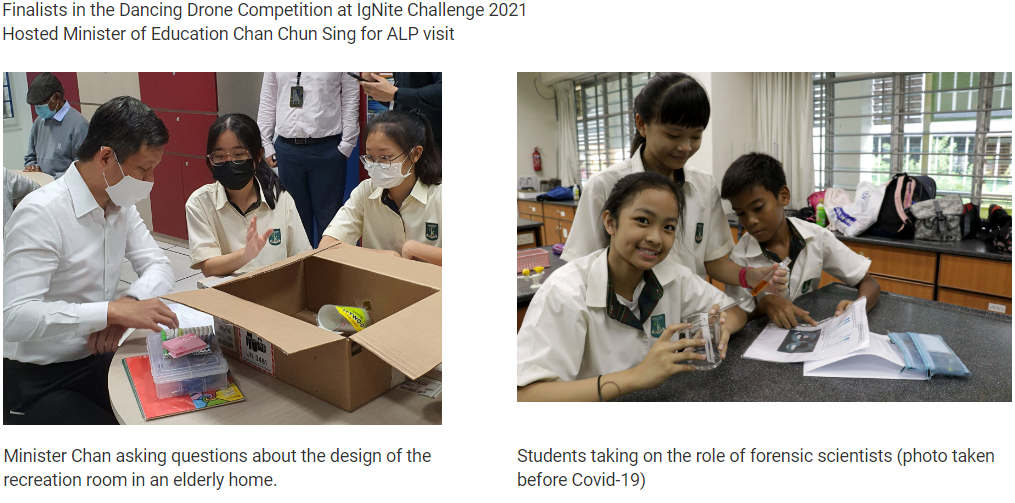 Finalists in the Dancing Drone Competition at IgNite Challenge 2021
Hosted Minister of Education Chan Chun Sing for ALP visit
Minister Chan asking questions about the design of the
recreation room in an elderly home.
Students taking on the role of forensic scientists (photo taken
before Covid-19)